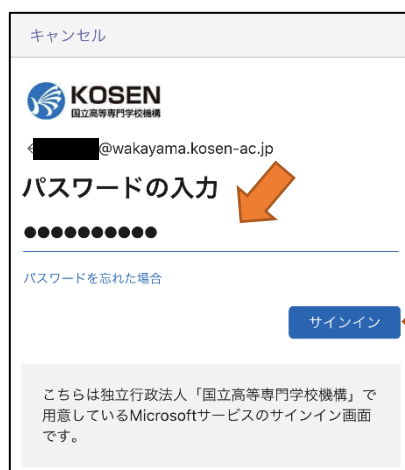 キャンセル
KOSEN
国立高等専門学校機構
@wakayama.kosen-ac.jp
パスワードの入力
●●●●●●●●●●
パスワードを忘れた場合
サインイン
こちらは独立行政法人「国立高等専門学校機構」で
用意しているMicrosoftサービスのサインイン画面
です。